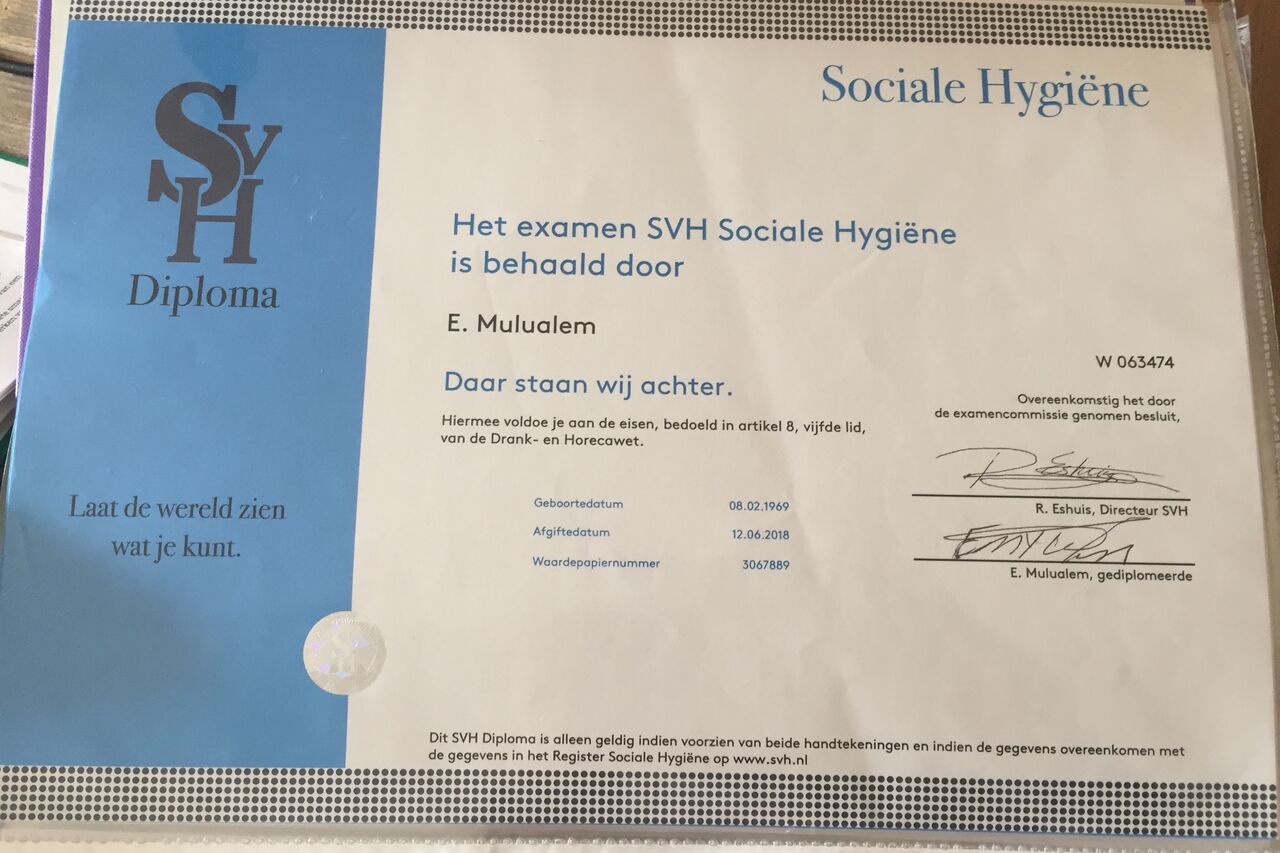 Sociale Hygiëne
SVH
Diploma
Het examen SVH Sociale Hygiëne
is behaald door
E. Mulualem
Daar staan wij achter.
Hiermee voldoe je aan de eisen, bedoeld in artikel 8, vijfde lid,
van de Drank- en Horecawet.
W 063474
Overeenkomstig het door
de examencommissie genomen besluit,
R Eshuis
R. Eshuis, Directeur SVH
E. Mulualem, gediplomeerde
Geboortedatum 08.02.1969
Afgiftedatum 12.06.2018
Waardepapiernummer 3067889
Laat de wereld zien
wat je kunt.
Dit SVH Diploma is alleen geldig indien voorzien van beide handtekeningen en indien de gegevens overeenkomen met
de gegevens in het Register Sociale Hygiëne op www.svh.nl